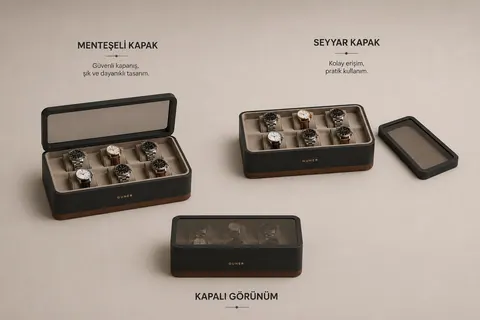 MENTEŞELİ KAPAK
Güvenli kapanış,
şık ve dayanıklı tasarım.
SEYYAR KAPAK
Kolay erişim,
pratik kullanım.
KAPALI GÖRÜNÜM